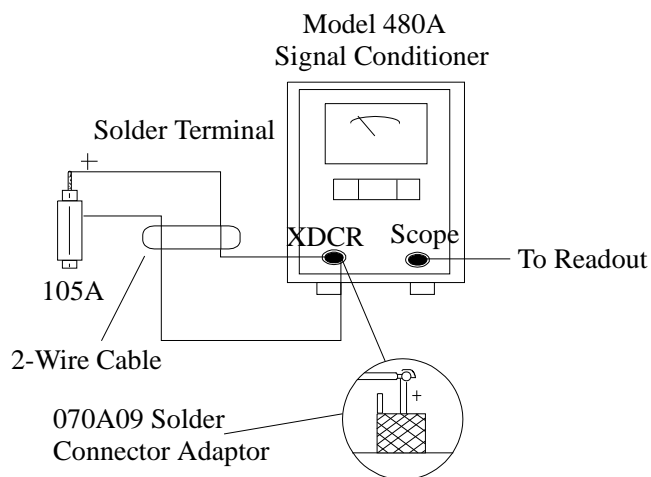 Model 480A
Signal Conditioner
Solder Terminal
+
XDCR
Scope
To Readout
105A
2-Wire Cable
+
070A09 Solder
Connector Adaptor